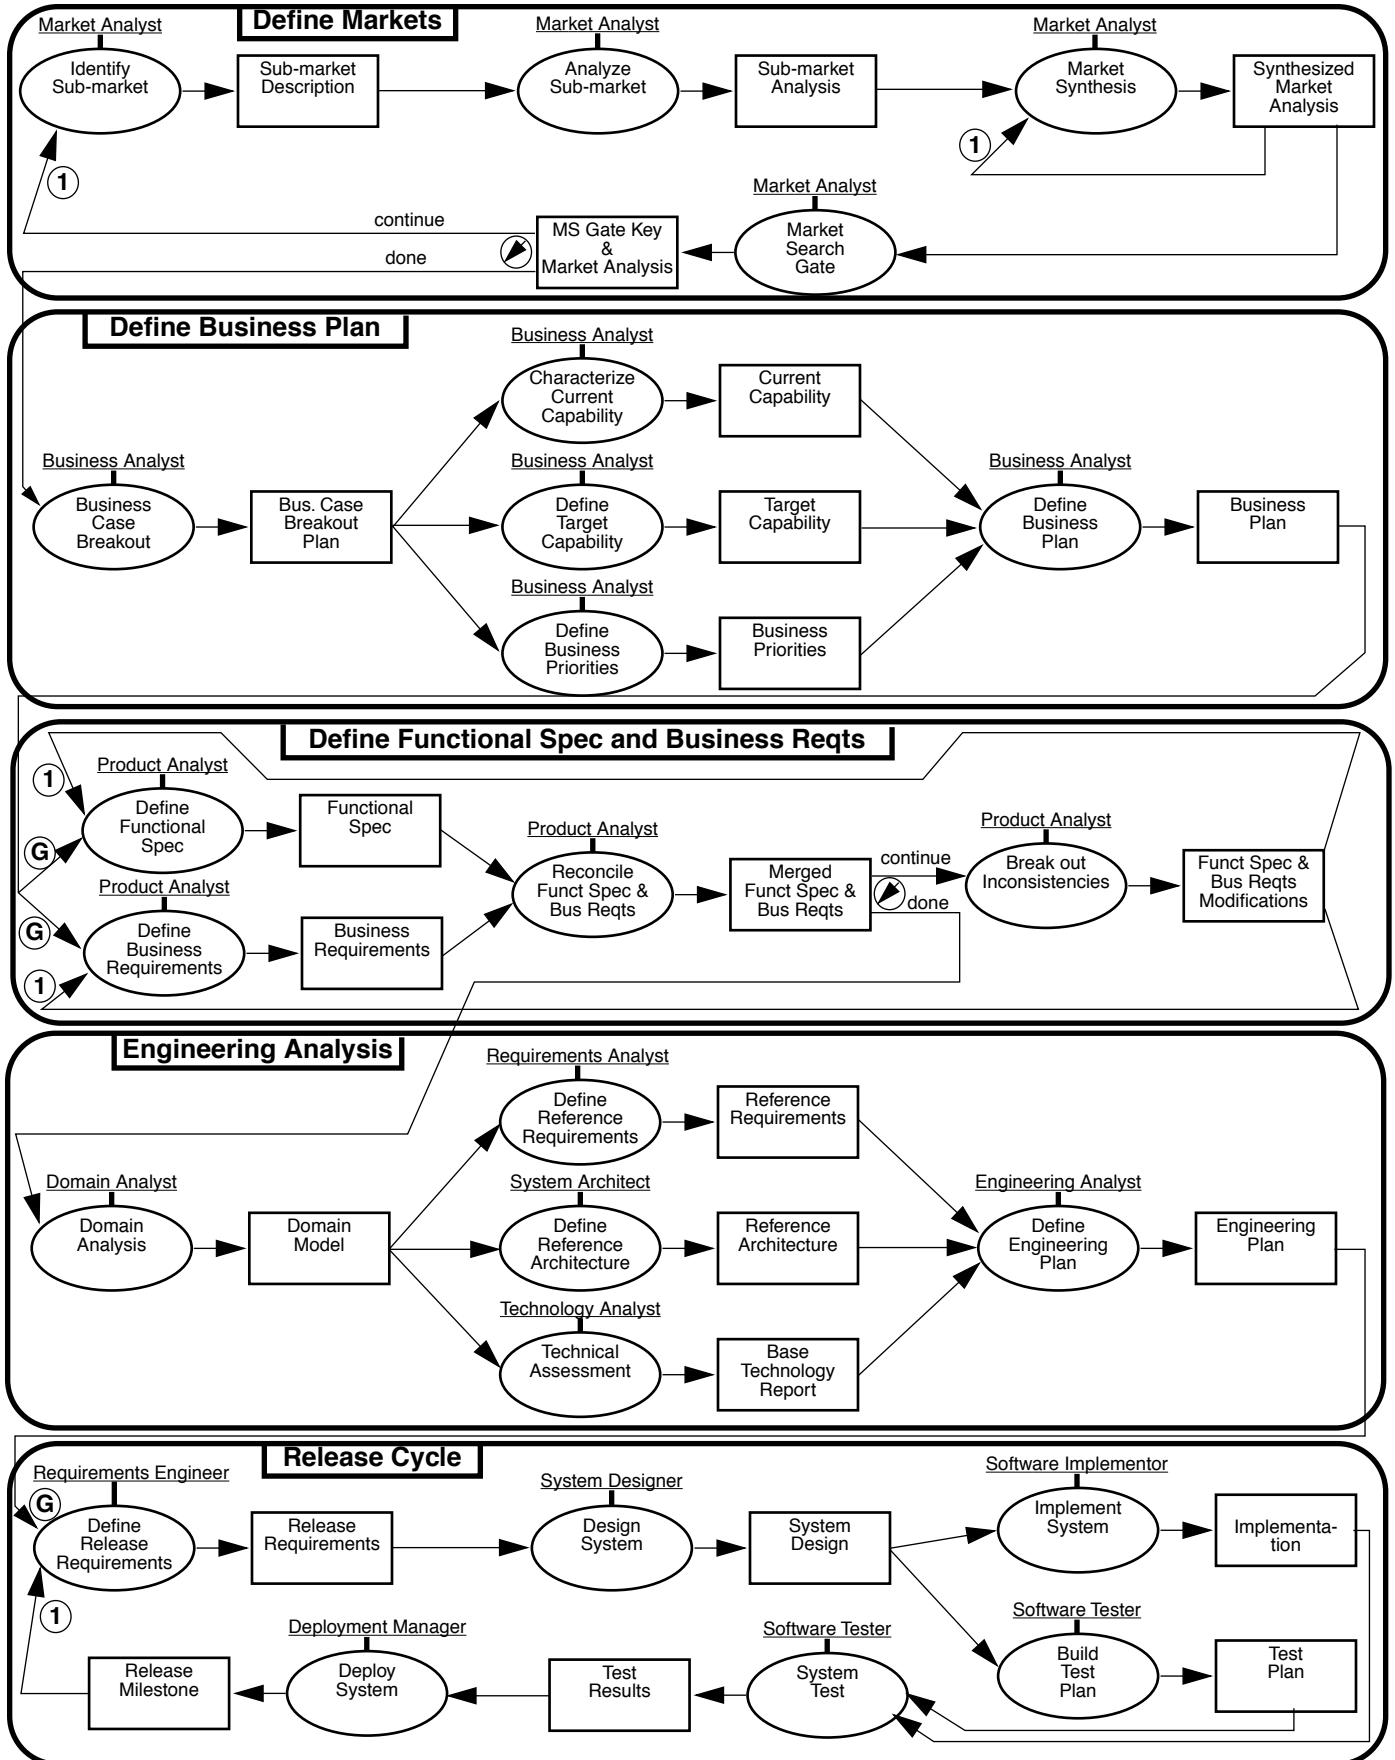 Define Markets
Market Analyst
Identify
Sub-market
Sub-market
Description
Market Analyst
Analyze
Sub-market
Sub-market
Analysis
Market Analyst
Market
Synthesis
Synthesized
Market
Analysis
1
1
Market Analyst
Market
Search
Gate
MS Gate Key
&
Market Analysis
continue
done
Define Business Plan
Business Analyst
Business
Case
Breakout
Bus. Case
Breakout
Plan
Business Analyst
Characterize
Current
Capability
Current
Capability
Business Analyst
Define
Target
Capability
Target
Capability
Business Analyst
Define
Business
Priorities
Business
Priorities
Business Analyst
Define
Business
Plan
Business
Plan
Define Functional Spec and Business Reqts
1
Product Analyst
Define
Functional
Spec
Functional
Spec
G
Product Analyst
Define
Business
Requirements
Business
Requirements
G
1
Product Analyst
Reconcile
Funct Spec &
Bus Reqts
Merged
Funct Spec &
Bus Reqts
continue
done
Product Analyst
Break out
Inconsistencies
Funct Spec &
Bus Reqts
Modifications
Engineering Analysis
Domain Analyst
Domain
Analysis
Domain
Model
Requirements Analyst
Define
Reference
Requirements
Reference
Requirements
System Architect
Define
Reference
Architecture
Reference
Architecture
Technology Analyst
Technical
Assessment
Base
Technology
Report
Engineering Analyst
Define
Engineering
Plan
Engineering
Plan
Release Cycle
Requirements Engineer
G
Define
Release
Requirements
Release
Requirements
System Designer
Design
System
System
Design
Software Implementor
Implement
System
Implementa-
tion
Software Tester
Build
Test
Plan
Test
Plan
Software Tester
System
Test
Test
Results
Deployment Manager
Deploy
System
Release
Milestone
1